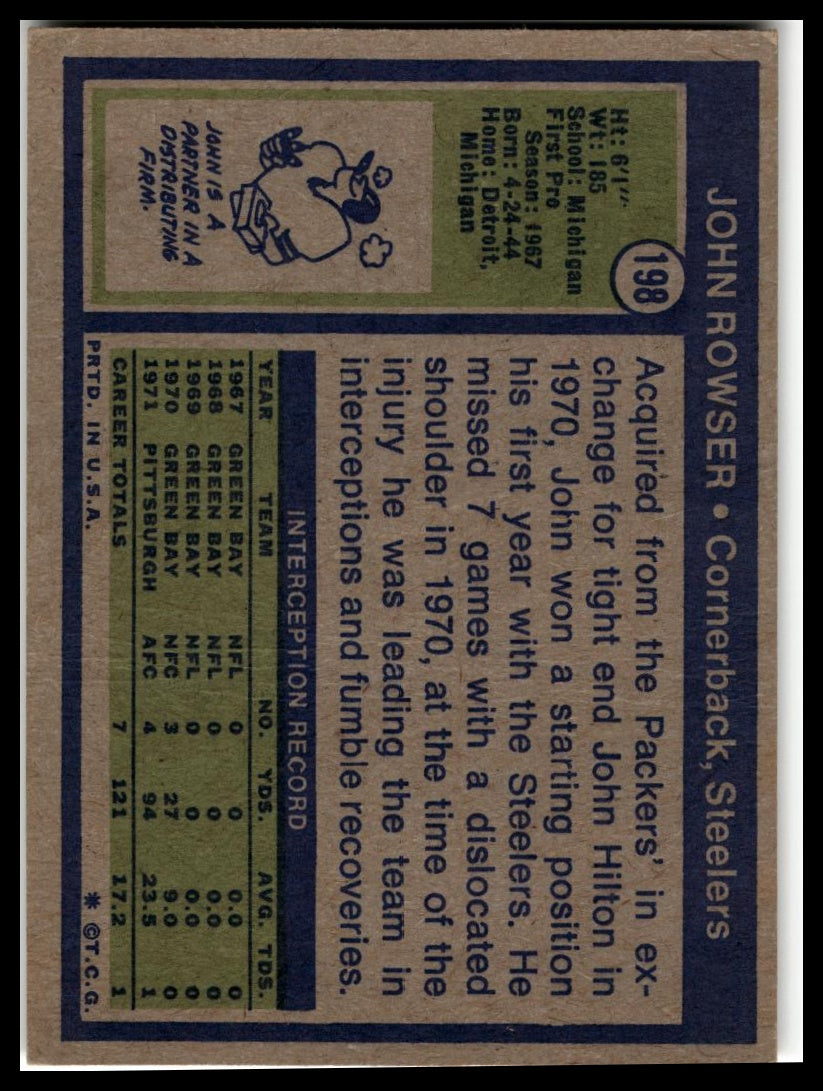 JOHN ROWSER • Cornerback, Steelers
198
Ht: 6'1"
Wt: 185
School: Michigan
First Pro
Season: 1967
Born: 4-24-44
Home: Detroit,
Michigan
JOHN IS A
PARTNER IN A
DISTRIBUTING
FIRM.
Acquired from the Packers' in ex-
change for tight end John Hilton in
1970, John won a starting position
his first year with the Steelers. He
missed 7 games with a dislocated
shoulder in 1970, at the time of the
injury he was leading the team in
interceptions and fumble recoveries.
INTERCEPTION RECORD
YEAR TEAM NO. YDS. AVG. TDS.
1967 GREEN BAY NFL 0 0 0.0 0
1968 GREEN BAY NFL 0 0 0.0 0
1969 GREEN BAY NFL 0 0 0.0 0
1970 GREEN BAY NFC 3 27 9.0 0
1971 PITTSBURGH AFC 4 94 23.5 1
CAREER TOTALS 7 121 17.2 1
PRTD. IN U.S.A. * ©T.C.G.